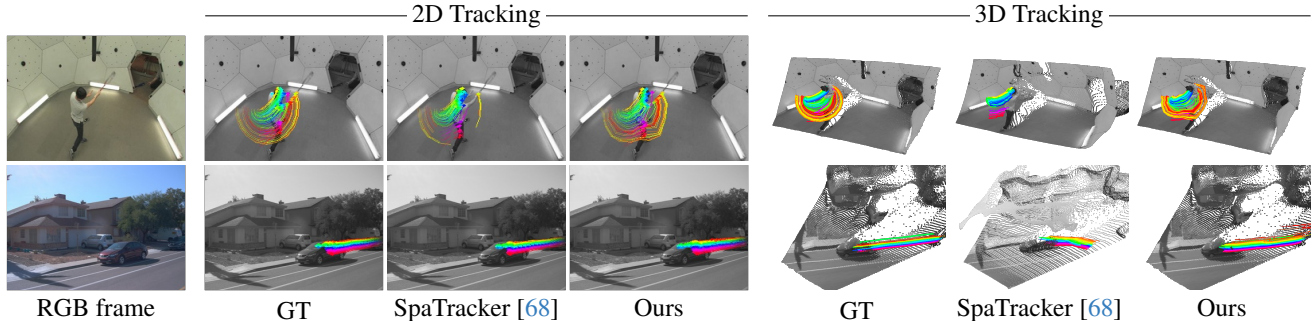 2D Tracking
3D Tracking
RGB frame
GT
SpaTracker [68]
Ours
GT
SpaTracker [68]
Ours